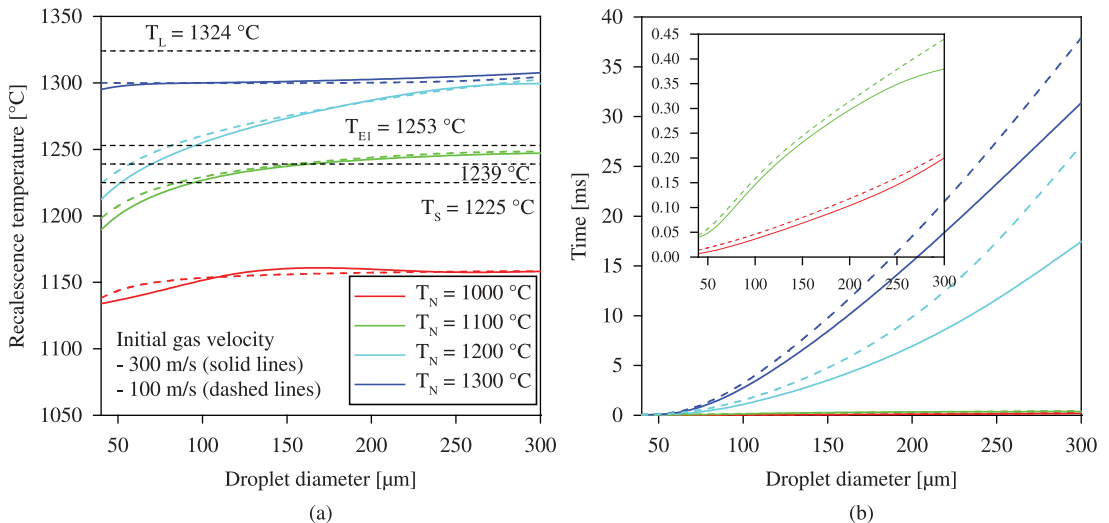 1350
1300
1250
1200
1150
1100
1050
Recalescence temperature [°C]
T_L = 1324 °C
T_E1 = 1253 °C
1239 °C
T_S = 1225 °C
Initial gas velocity
- 300 m/s (solid lines)
- 100 m/s (dashed lines)
T_N = 1000 °C
T_N = 1100 °C
T_N = 1200 °C
T_N = 1300 °C
50 100 150 200 250 300
Droplet diameter [µm]
(a)
40
35
30
25
20
15
10
5
0
Time [ms]
0.45
0.40
0.35
0.30
0.25
0.20
0.15
0.10
0.05
0.00
50 100 150 200 250 300
50 100 150 200 250 300
Droplet diameter [µm]
(b)